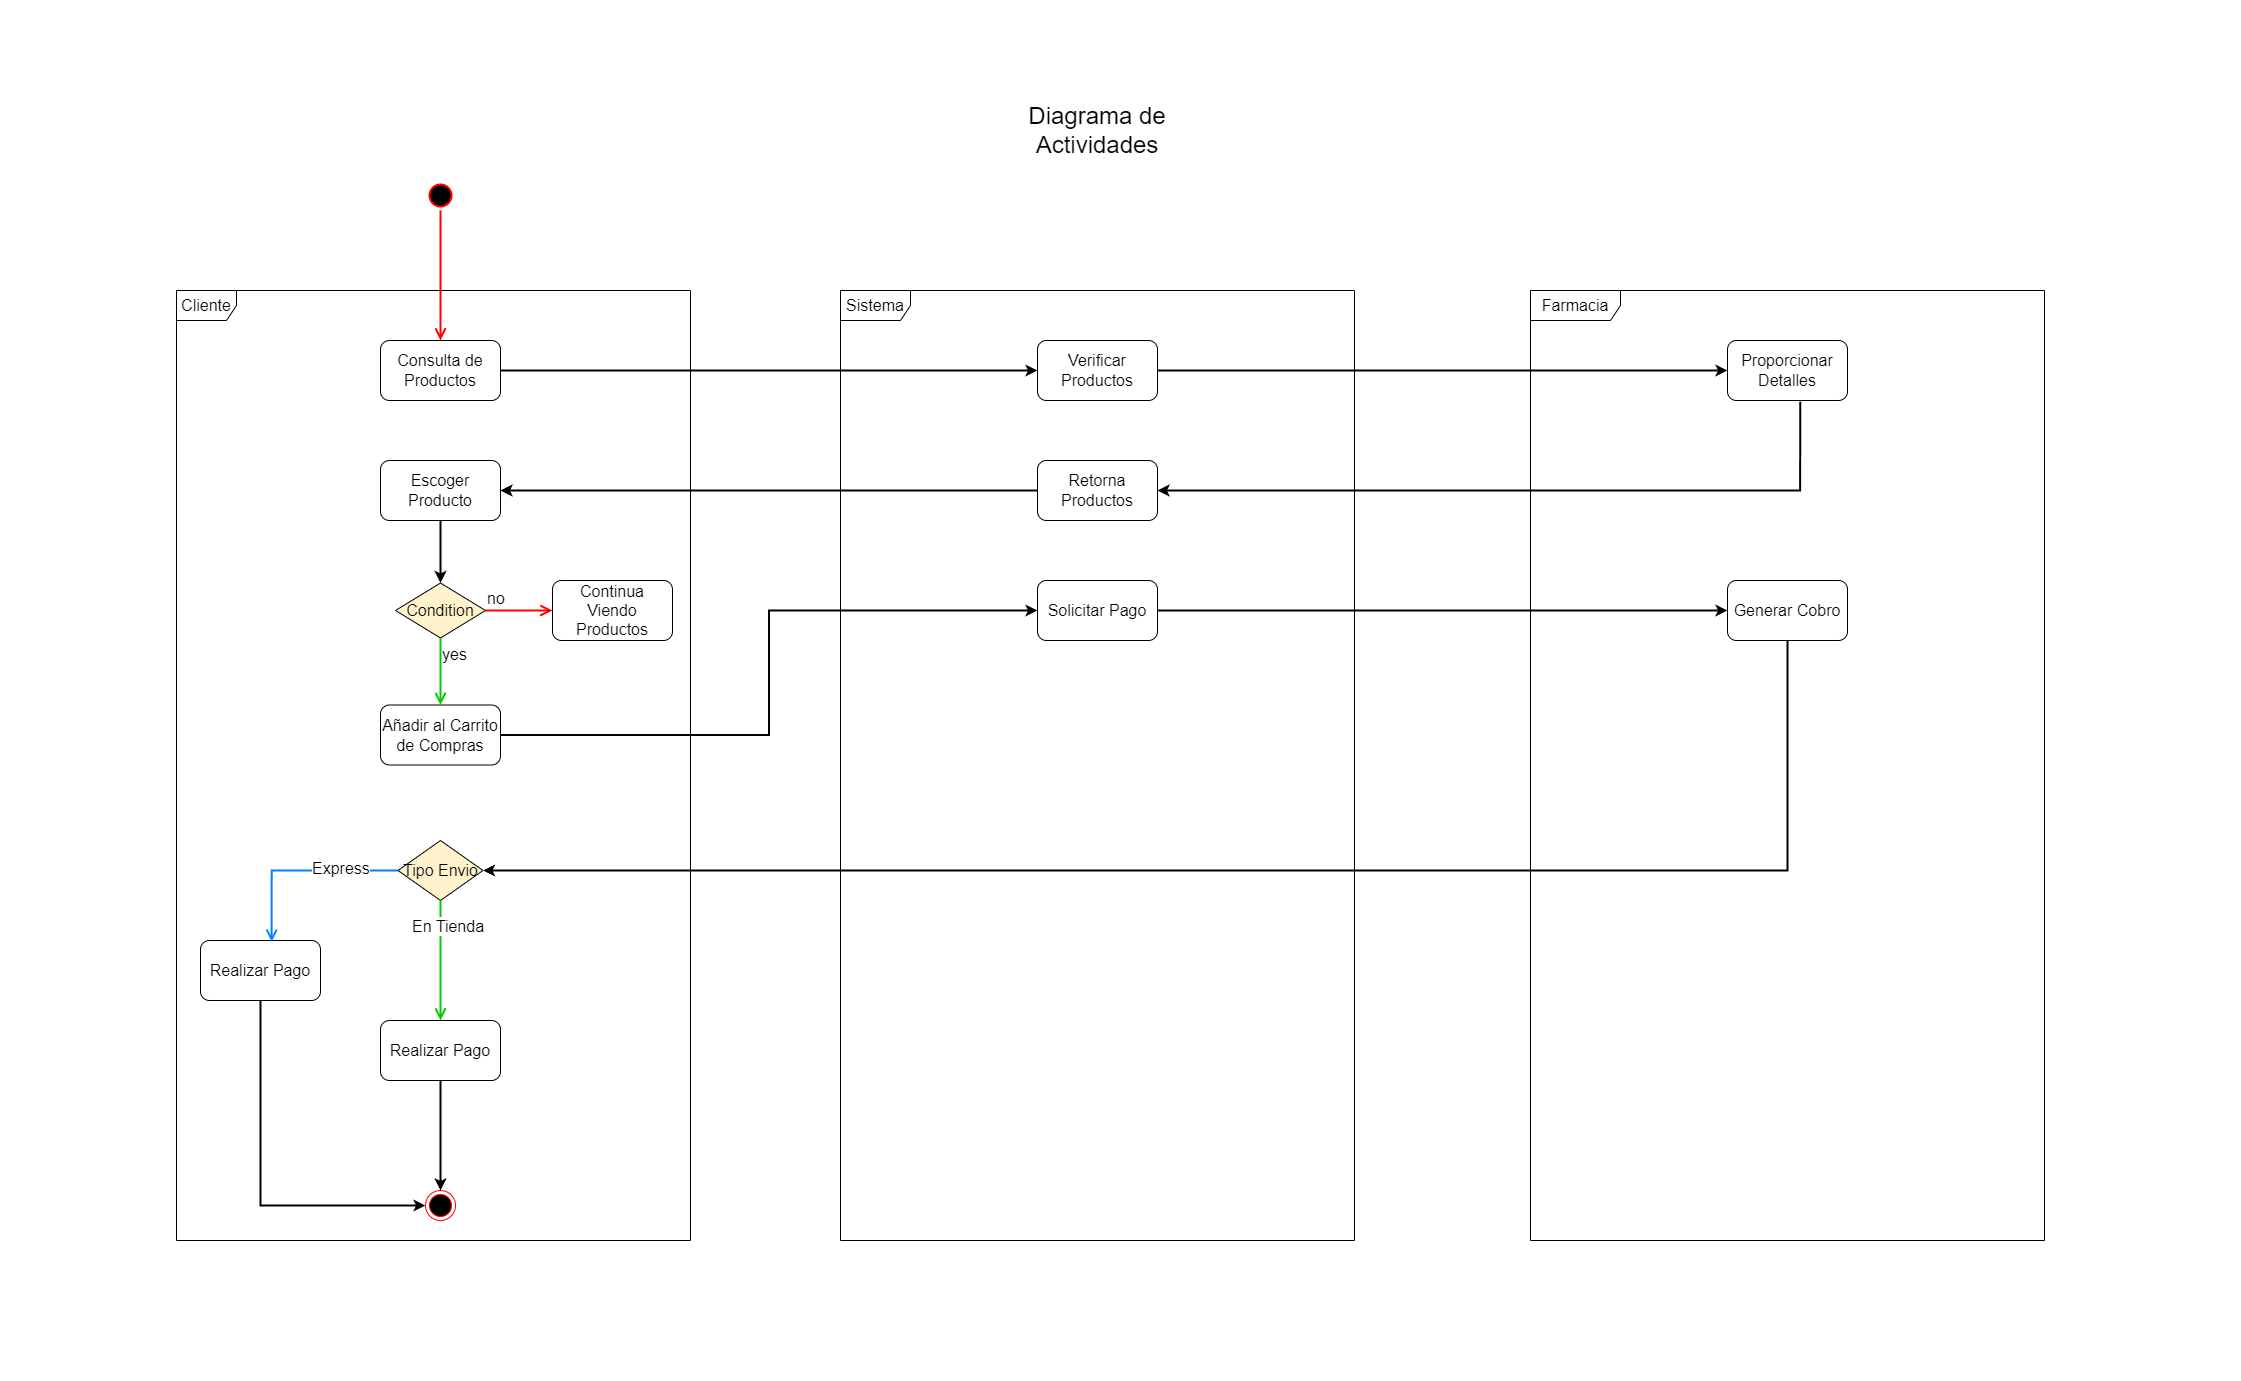 Diagrama de
Actividades
Cliente
Sistema
Farmacia
Consulta de
Productos
Verificar
Productos
Proporcionar
Detalles
Escoger
Producto
Retorna
Productos
Condition
no
Continua
Viendo
Productos
Solicitar Pago
Generar Cobro
yes
Añadir al Carrito
de Compras
Express
Tipo Envio
En Tienda
Realizar Pago
Realizar Pago